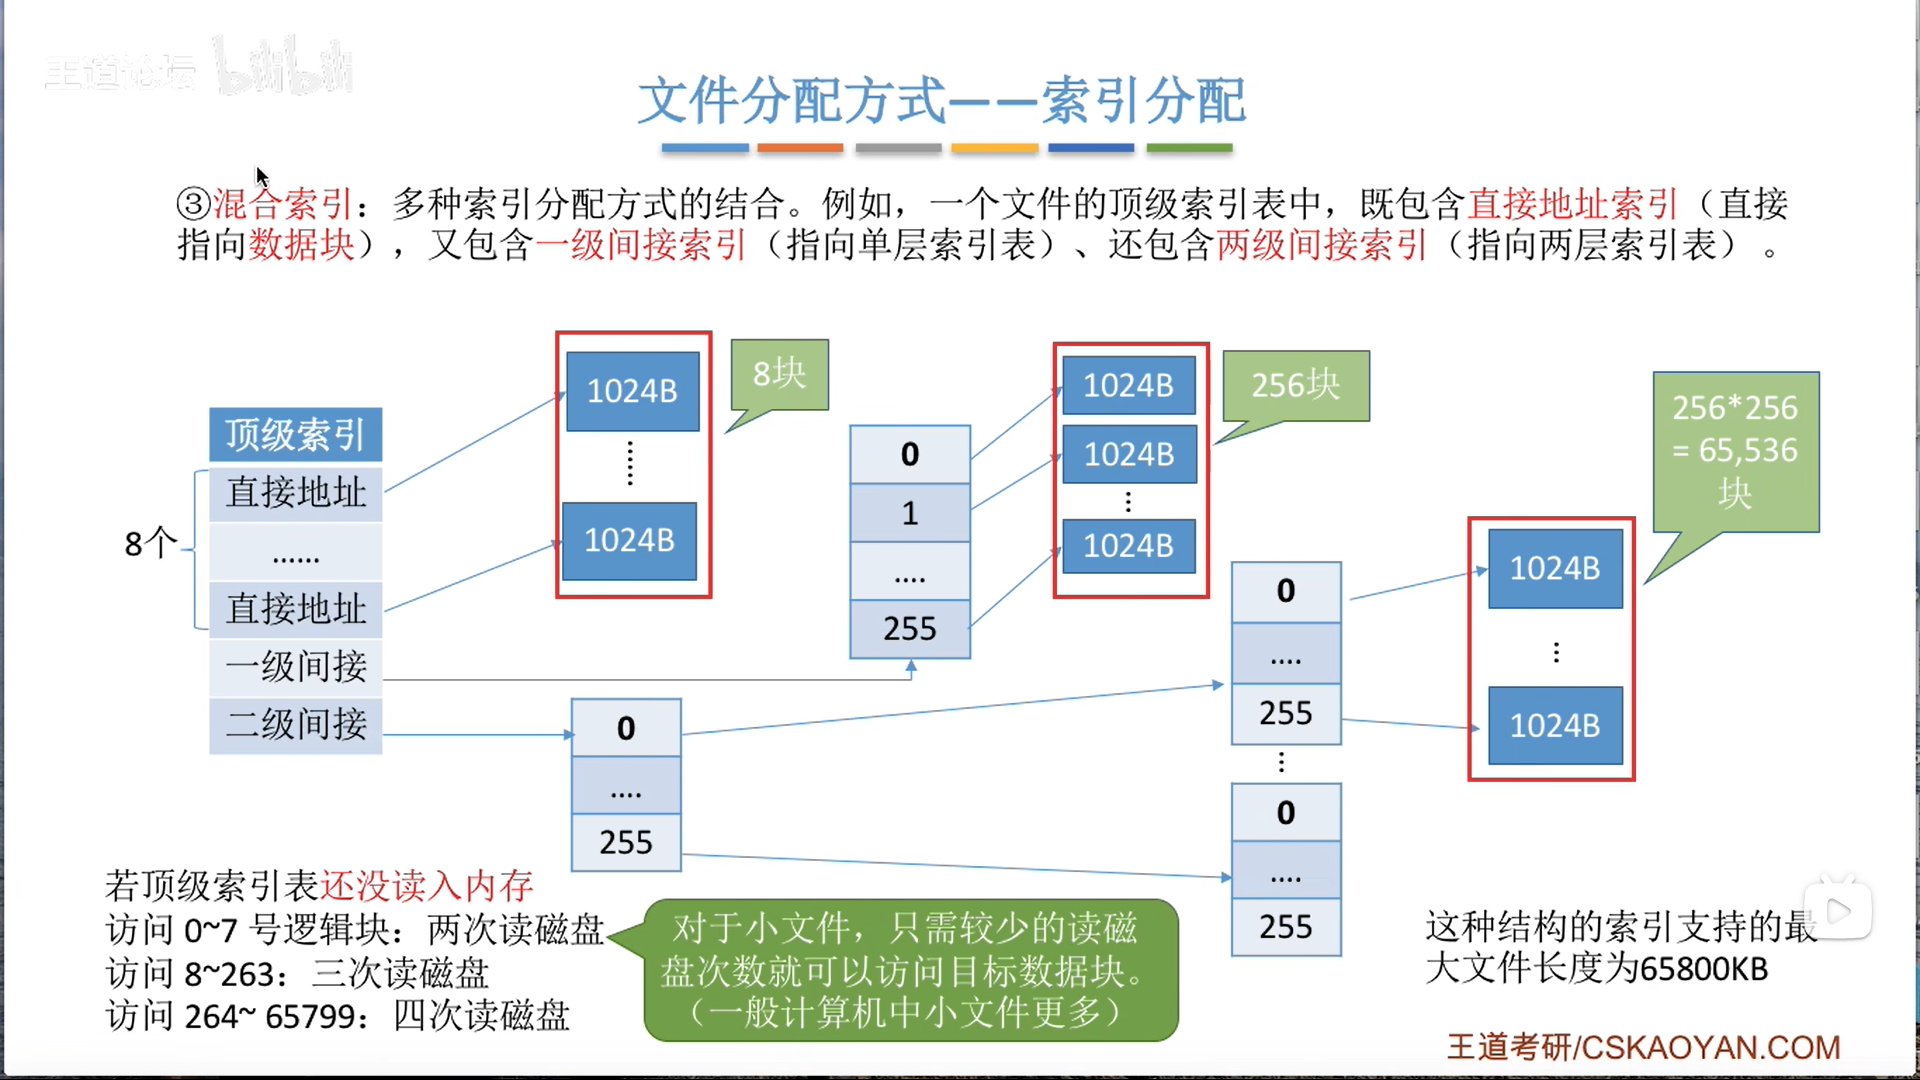 王道论坛 bilibili
文件分配方式——索引分配
③混合索引：多种索引分配方式的结合。例如，一个文件的顶级索引表中，既包含直接地址索引（直接
指向数据块），又包含一级间接索引（指向单层索引表）、还包含两级间接索引（指向两层索引表）。
顶级索引
直接地址
......
直接地址
一级间接
二级间接
8个
1024B
1024B
8块
0
1
....
255
1024B
1024B
1024B
256块
0
....
255
0
....
255
0
....
255
1024B
1024B
256*256
= 65,536
块
若顶级索引表还没读入内存
访问 0~7 号逻辑块：两次读磁盘
访问 8~263：三次读磁盘
访问 264~ 65799：四次读磁盘
对于小文件，只需较少的读磁
盘次数就可以访问目标数据块。
（一般计算机中小文件更多）
这种结构的索引支持的最
大文件长度为65800KB
王道考研/CSKAOYAN.COM